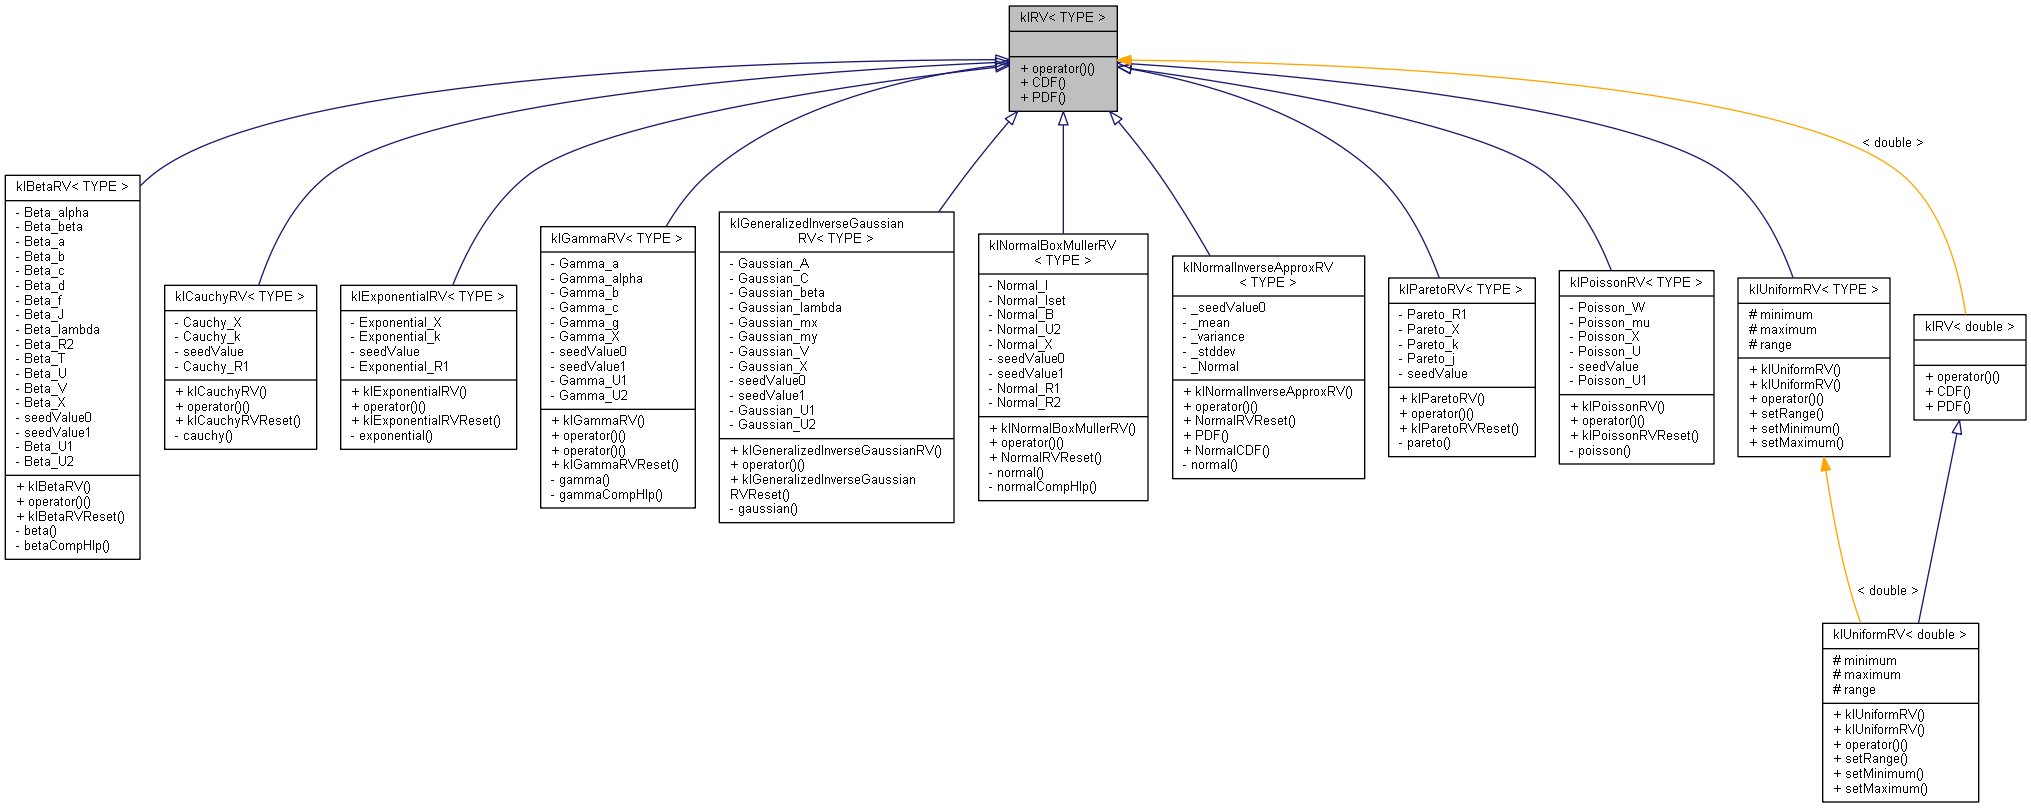 klRV< TYPE >
+ operator()()
+ CDF()
+ PDF()
< double >
klBetaRV< TYPE >
- Beta_alpha
- Beta_beta
- Beta_a
- Beta_b
- Beta_c
- Beta_d
- Beta_f
- Beta_J
- Beta_lambda
- Beta_R2
- Beta_T
- Beta_U
- Beta_V
- Beta_X
- seedValue0
- seedValue1
- Beta_U1
- Beta_U2
+ klBetaRV()
+ operator()()
+ klBetaRVReset()
- beta()
- betaCompHlp()
klCauchyRV< TYPE >
- Cauchy_X
- Cauchy_k
- seedValue
- Cauchy_R1
+ klCauchyRV()
+ operator()()
+ klCauchyRVReset()
- cauchy()
klExponentialRV< TYPE >
- Exponential_X
- Exponential_k
- seedValue
- Exponential_R1
+ klExponentialRV()
+ operator()()
+ klExponentialRVReset()
- exponential()
klGammaRV< TYPE >
- Gamma_a
- Gamma_alpha
- Gamma_b
- Gamma_c
- Gamma_g
- Gamma_X
- seedValue0
- seedValue1
- Gamma_U1
- Gamma_U2
+ klGammaRV()
+ operator()()
+ operator()()
+ klGammaRVReset()
- gamma()
- gammaCompHlp()
klGeneralizedInverseGaussian
RV< TYPE >
- Gaussian_A
- Gaussian_C
- Gaussian_beta
- Gaussian_lambda
- Gaussian_mx
- Gaussian_my
- Gaussian_V
- Gaussian_X
- seedValue0
- seedValue1
- Gaussian_U1
- Gaussian_U2
+ klGeneralizedInverseGaussianRV()
+ operator()()
+ klGeneralizedInverseGaussian
RVReset()
- gaussian()
klNormalBoxMullerRV
< TYPE >
- Normal_I
- Normal_Iset
- Normal_B
- Normal_U2
- Normal_X
- seedValue0
- seedValue1
- Normal_R1
- Normal_R2
+ klNormalBoxMullerRV()
+ operator()()
+ NormalRVReset()
- normal()
- normalCompHlp()
klNormalInverseApproxRV
< TYPE >
- _seedValue0
- _mean
- _variance
- _stddev
- _Normal
+ klNormalInverseApproxRV()
+ operator()()
+ NormalRVReset()
+ PDF()
+ NormalCDF()
- normal()
klParetoRV< TYPE >
- Pareto_R1
- Pareto_X
- Pareto_k
- Pareto_j
- seedValue
+ klParetoRV()
+ operator()()
+ klParetoRVReset()
- pareto()
klPoissonRV< TYPE >
- Poisson_W
- Poisson_mu
- Poisson_X
- Poisson_U
- seedValue
- Poisson_U1
+ klPoissonRV()
+ operator()()
+ klPoissonRVReset()
- poisson()
klUniformRV< TYPE >
# minimum
# maximum
# range
+ klUniformRV()
+ klUniformRV()
+ operator()()
+ setRange()
+ setMinimum()
+ setMaximum()
klRV< double >
+ operator()()
+ CDF()
+ PDF()
< double >
klUniformRV< double >
# minimum
# maximum
# range
+ klUniformRV()
+ klUniformRV()
+ operator()()
+ setRange()
+ setMinimum()
+ setMaximum()